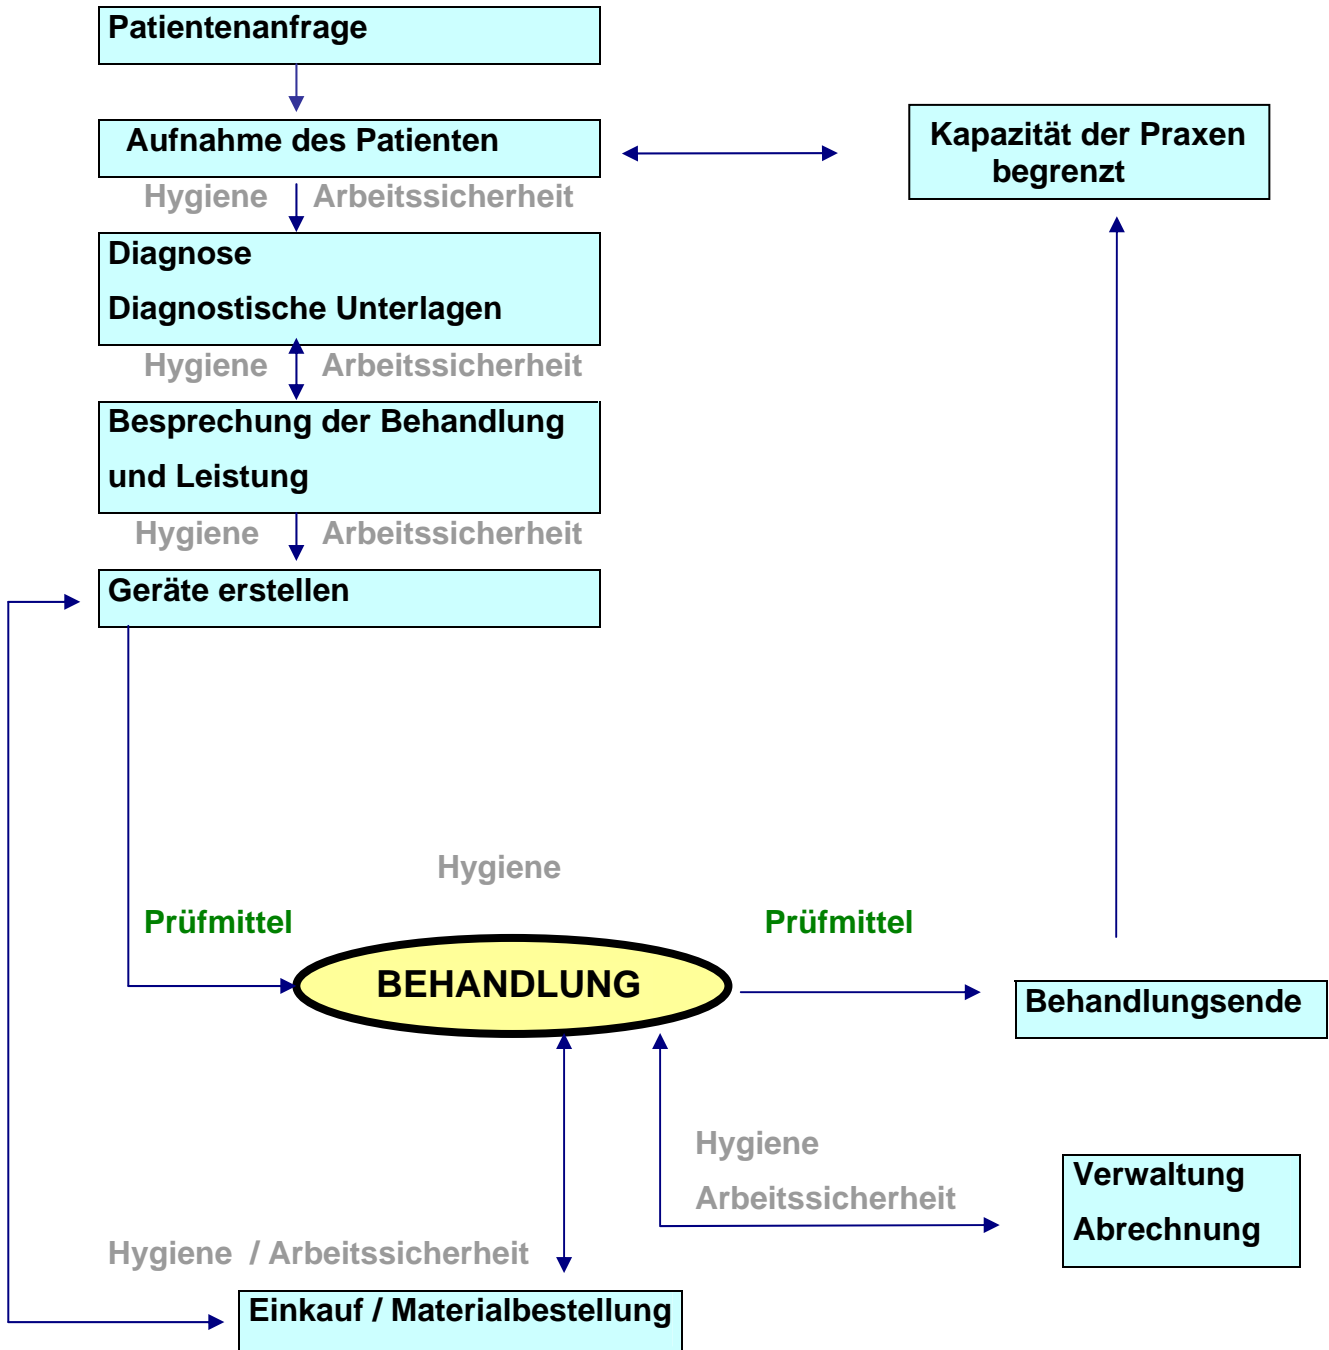 Patientenanfrage
Aufnahme des Patienten
Kapazität der Praxen
begrenzt
Hygiene Arbeitssicherheit
Diagnose
Diagnostische Unterlagen
Hygiene Arbeitssicherheit
Besprechung der Behandlung
und Leistung
Hygiene Arbeitssicherheit
Geräte erstellen
Hygiene
Prüfmittel
Prüfmittel
BEHANDLUNG
Behandlungsende
Hygiene
Arbeitssicherheit
Verwaltung
Abrechnung
Hygiene / Arbeitssicherheit
Einkauf / Materialbestellung